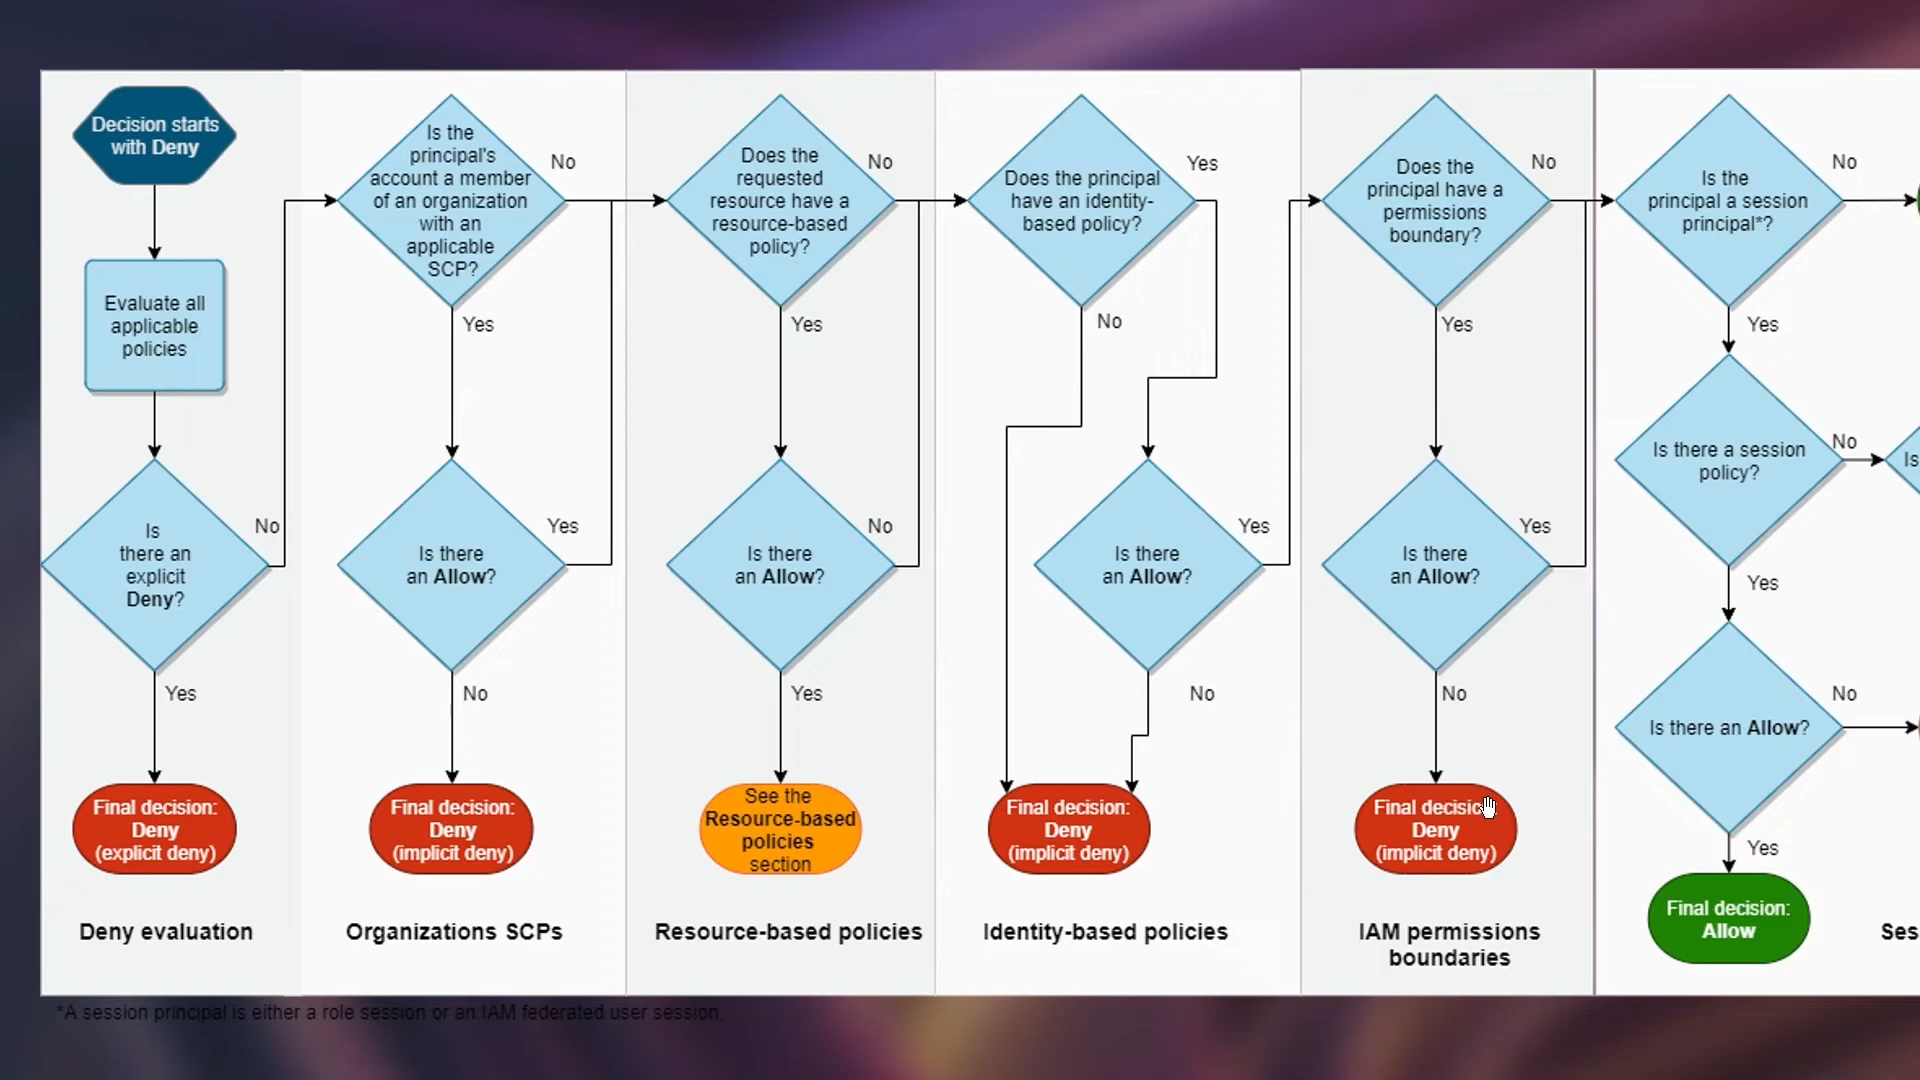 Decision starts
with Deny
Evaluate all
applicable
policies
Is
there an
explicit
Deny?
No
Yes
Final decision:
Deny
(explicit deny)
Deny evaluation
Is the
principal's
account a member
of an organization
with an
applicable
SCP?
No
Yes
Is there
an Allow?
Yes
No
Final decision:
Deny
(implicit deny)
Organizations SCPs
Does the
requested
resource have a
resource-based
policy?
No
Yes
Is there
an Allow?
No
Yes
See the
Resource-based
policies
section
Resource-based policies
Does the principal
have an identity-
based policy?
Yes
No
Is there
an Allow?
Yes
No
Final decision:
Deny
(implicit deny)
Identity-based policies
Does the
principal have a
permissions
boundary?
No
Yes
Is there
an Allow?
Yes
No
Final decision:
Deny
(implicit deny)
IAM permissions
boundaries
Is the
principal a session
principal*?
No
Yes
Is there a session
policy?
No
Is
Yes
Is there an Allow?
No
Yes
Final decision:
Allow
Ses
*A session principal is either a role session or an IAM federated user session.